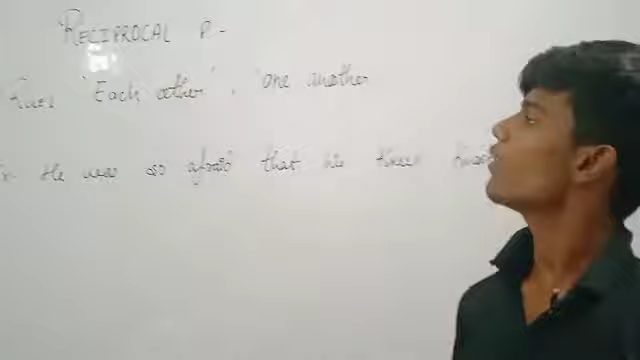 RECIPROCAL P-
"Each other", "one another
He was so afraid that his knees